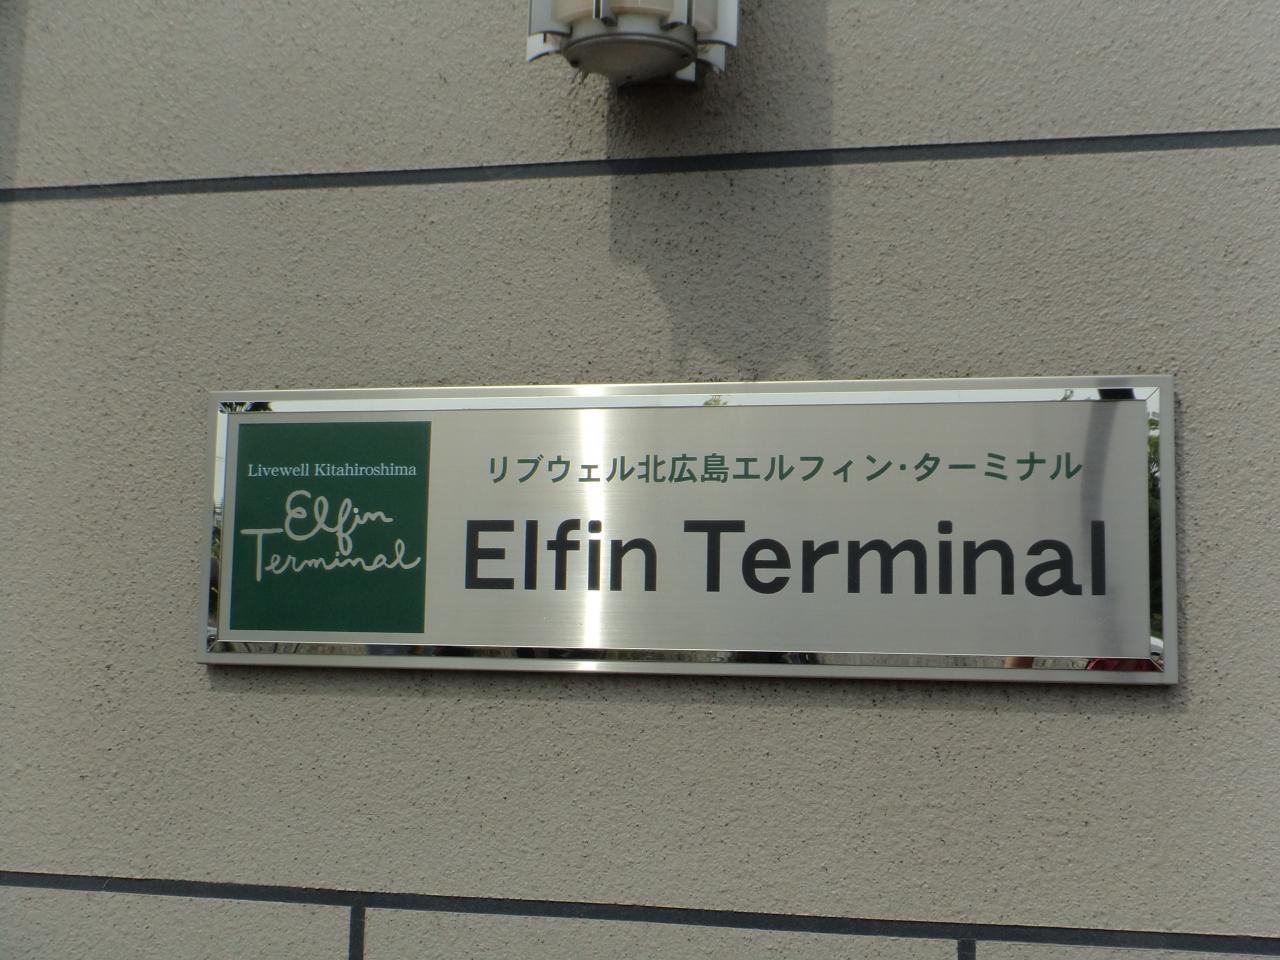 Livewell Kitahiroshima
Elfin
Terminal
リブウェル北広島エルフィン・ターミナル
Elfin Terminal